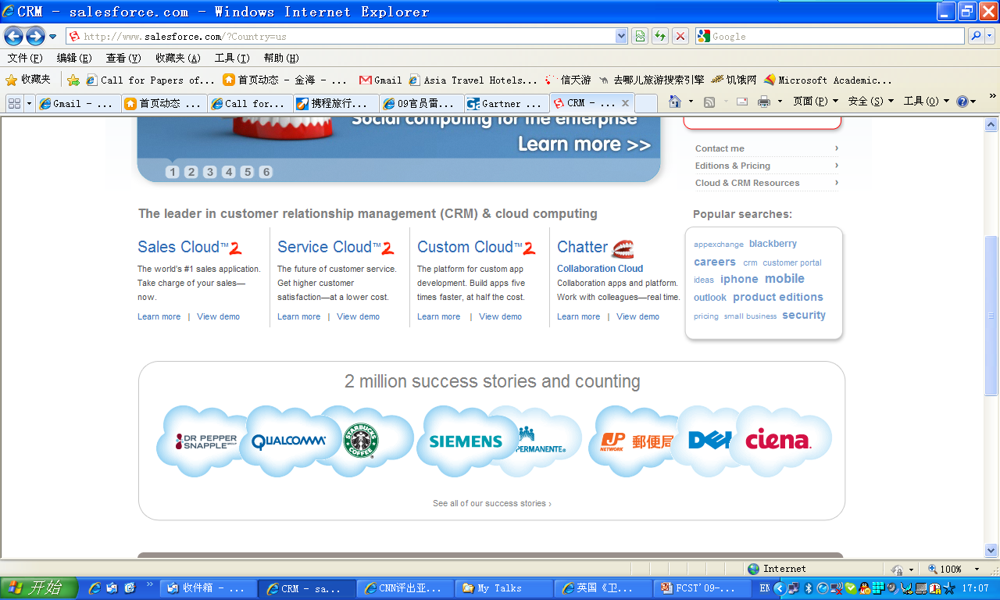 CRM - salesforce.com - Windows Internet Explorer
http://www.salesforce.com/?Country=us
Google
文件(F) 编辑(E) 查看(V) 收藏夹(A) 工具(T) 帮助(H)
收藏夹 Call for Papers of... 首页动态 - 金海 - ... Gmail Asia Travel Hotels... 信天游 去哪儿旅游搜索引擎 饥饿网 Microsoft Academic...
Gmail - ... 首页动态 ... Call for... 携程旅行... 09官员雷... Gartner ... CRM - ... 页面(P) 安全(S) 工具(O) »
Social computing for the enterprise
Learn more >>
1 2 3 4 5 6
Contact me ›
Editions & Pricing ›
Cloud & CRM Resources ›
The leader in customer relationship management (CRM) & cloud computing
Sales Cloud™ 2
The world's #1 sales application.
Take charge of your sales—
now.
Learn more | View demo
Service Cloud™ 2
The future of customer service.
Get higher customer
satisfaction—at a lower cost.
Learn more | View demo
Custom Cloud™ 2
The platform for custom app
development. Build apps five
times faster, at half the cost.
Learn more | View demo
Chatter
Collaboration Cloud
Collaboration apps and platform.
Work with colleagues—real time.
Learn more | View demo
Popular searches:
appexchange blackberry
careers crm customer portal
ideas iphone mobile
outlook product editions
pricing small business security
2 million success stories and counting
DR PEPPER
SNAPPLE GROUP
QUALCOMM
STARBUCKS
COFFEE
SIEMENS
PERMANENTE®
JP
NETWORK
郵便局
DELL
ciena.
See all of our success stories ›
Internet 100%
开始 » 收件箱 - ... CRM - sa... CNN评出亚... My Talks 英国《卫... FCST'09-... EN 17:07